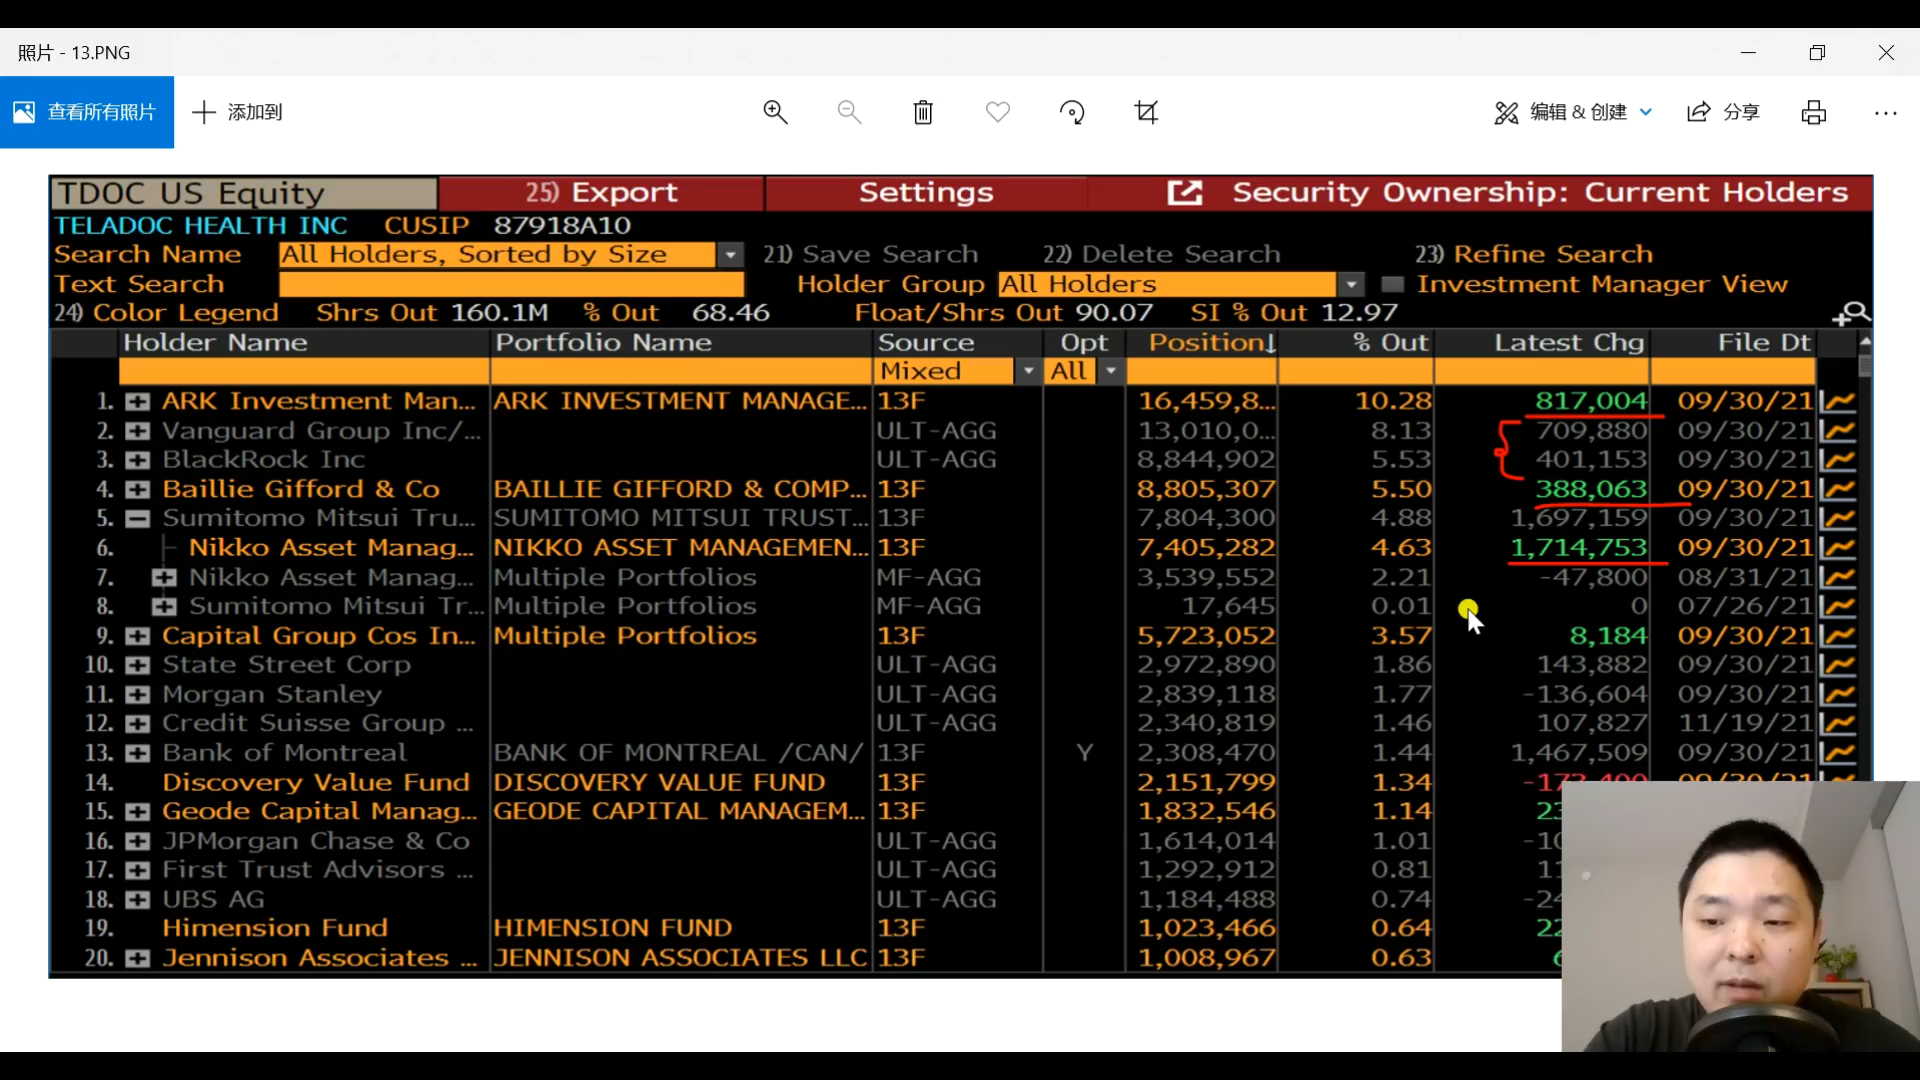 照片 - 13.PNG
查看所有照片 添加到 编辑 & 创建 分享
TDOC US Equity 25) Export Settings Security Ownership: Current Holders
TELADOC HEALTH INC CUSIP 87918A10
Search Name All Holders, Sorted by Size 21) Save Search 22) Delete Search 23) Refine Search
Text Search Holder Group All Holders Investment Manager View
24) Color Legend Shrs Out 160.1M % Out 68.46 Float/Shrs Out 90.07 SI % Out 12.97
Holder Name Portfolio Name Source Opt Position↓ % Out Latest Chg File Dt
Mixed All
1. ARK Investment Man... ARK INVESTMENT MANAGE... 13F 16,459,8... 10.28 817,004 09/30/21
2. Vanguard Group Inc/... ULT-AGG 13,010,0... 8.13 709,880 09/30/21
3. BlackRock Inc ULT-AGG 8,844,902 5.53 401,153 09/30/21
4. Baillie Gifford & Co BAILLIE GIFFORD & COMP... 13F 8,805,307 5.50 388,063 09/30/21
5. Sumitomo Mitsui Tru... SUMITOMO MITSUI TRUST... 13F 7,804,300 4.88 1,697,159 09/30/21
6. Nikko Asset Manag... NIKKO ASSET MANAGEMEN... 13F 7,405,282 4.63 1,714,753 09/30/21
7. Nikko Asset Manag... Multiple Portfolios MF-AGG 3,539,552 2.21 -47,800 08/31/21
8. Sumitomo Mitsui Tr... Multiple Portfolios MF-AGG 17,645 0.01 0 07/26/21
9. Capital Group Cos In... Multiple Portfolios 13F 5,723,052 3.57 8,184 09/30/21
10. State Street Corp ULT-AGG 2,972,890 1.86 143,882 09/30/21
11. Morgan Stanley ULT-AGG 2,839,118 1.77 -136,604 09/30/21
12. Credit Suisse Group ... ULT-AGG 2,340,819 1.46 107,827 11/19/21
13. Bank of Montreal BANK OF MONTREAL /CAN/ 13F Y 2,308,470 1.44 1,467,509 09/30/21
14. Discovery Value Fund DISCOVERY VALUE FUND 13F 2,151,799 1.34
15. Geode Capital Manag... GEODE CAPITAL MANAGEM... 13F 1,832,546 1.14
16. JPMorgan Chase & Co ULT-AGG 1,614,014 1.01
17. First Trust Advisors ... ULT-AGG 1,292,912 0.81
18. UBS AG ULT-AGG 1,184,488 0.74
19. Himension Fund HIMENSION FUND 13F 1,023,466 0.64
20. Jennison Associates ... JENNISON ASSOCIATES LLC 13F 1,008,967 0.63